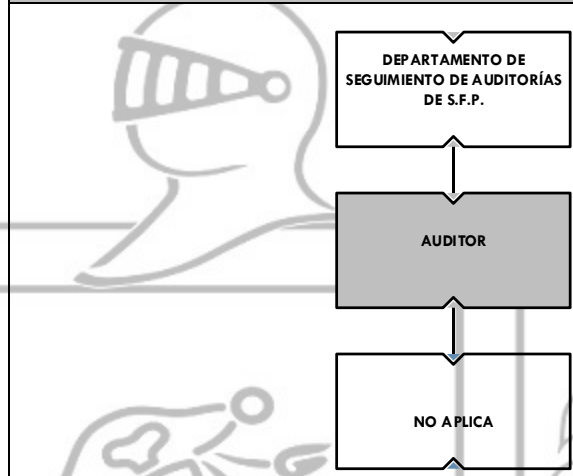 DEPARTAMENTO DE
SEGUIMIENTO DE AUDITORÍAS
DE S.F.P.
AUDITOR
NO APLICA